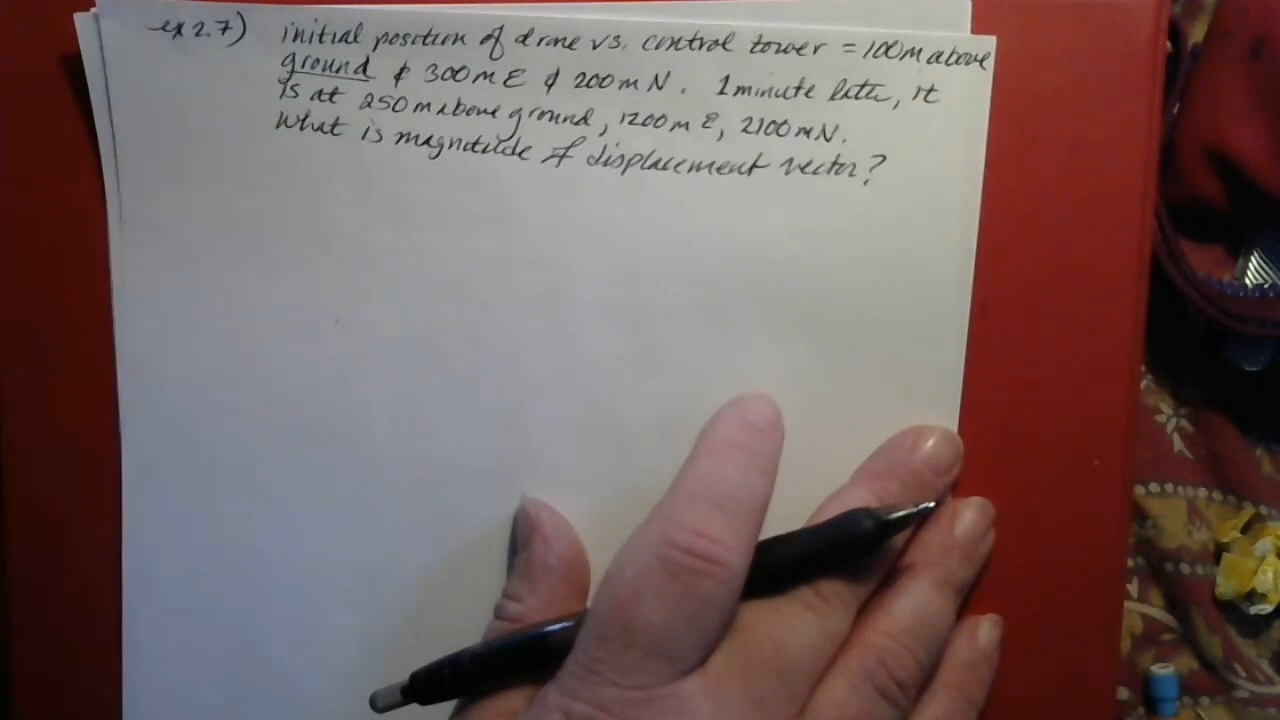 ex 2.7) initial position of drone vs. control tower = 100m above
ground & 300m E & 200m N. 1 minute later, it
is at 250m above ground, 1200m E, 2100m N.
What is magnitude of displacement vector?